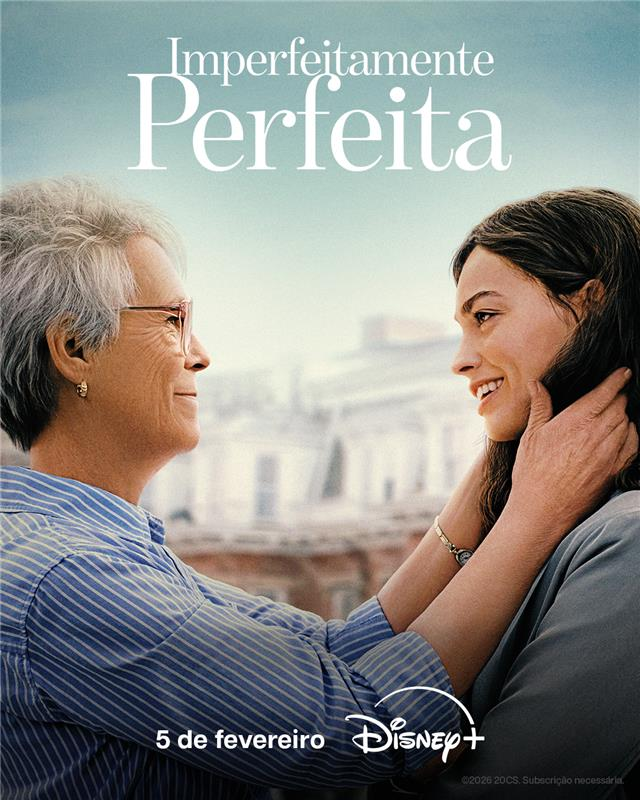 Imperfeitamente
Perfeita
5 de fevereiro
Disney+
©2026 20CS. Subscrição necessária.